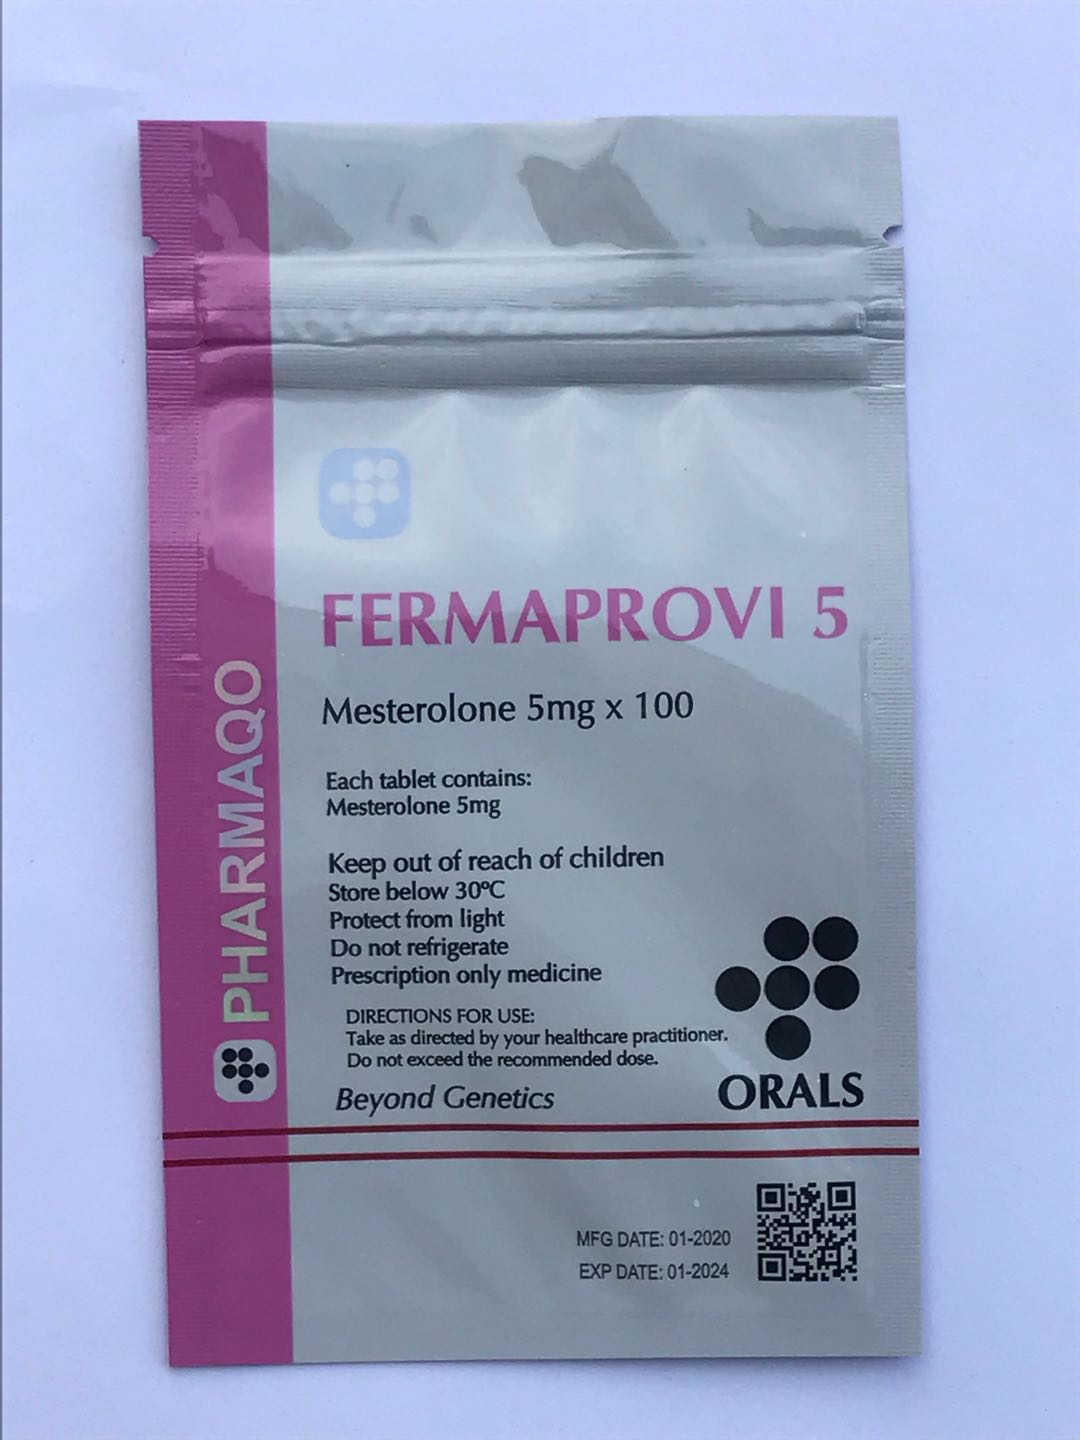 FERMAPROVI 5
Mesterolone 5mg x 100
Each tablet contains:
Mesterolone 5mg
Keep out of reach of children
Store below 30ºC
Protect from light
Do not refrigerate
Prescription only medicine
DIRECTIONS FOR USE:
Take as directed by your healthcare practitioner.
Do not exceed the recommended dose.
Beyond Genetics
ORALS
PHARMAQO
MFG DATE: 01-2020
EXP DATE: 01-2024